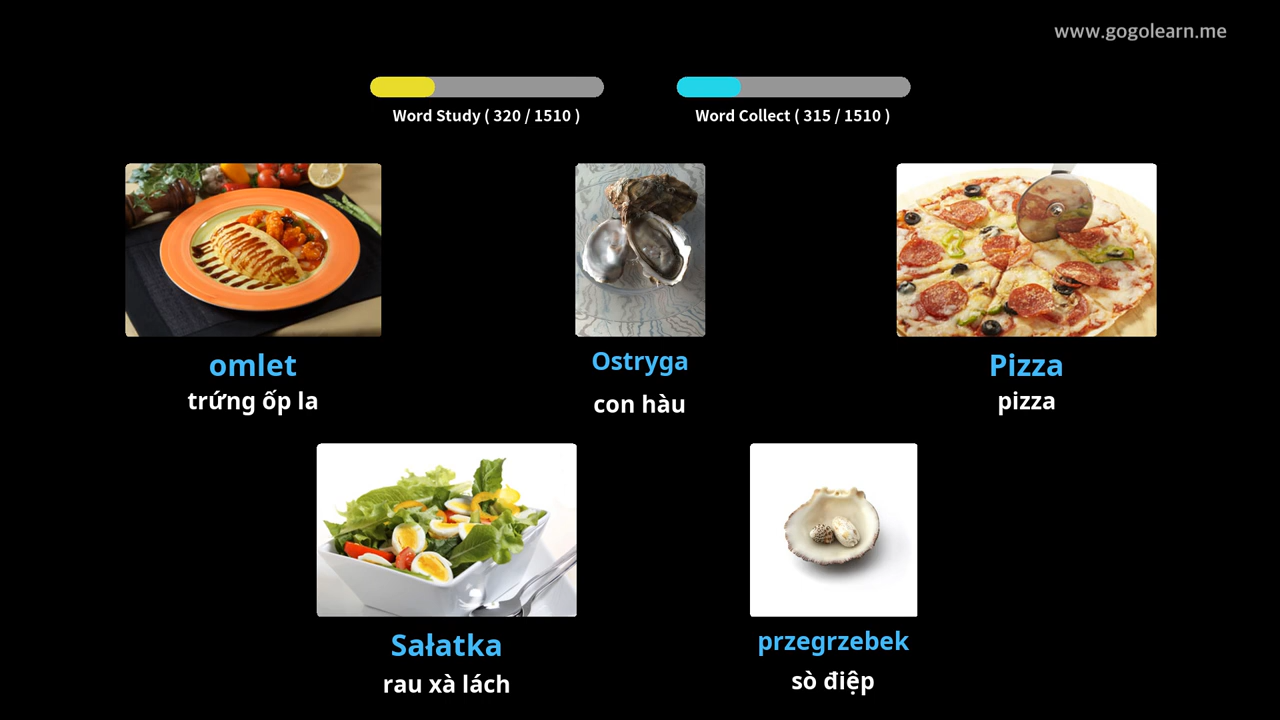 www.gogolearn.me
Word Study ( 320 / 1510 )
Word Collect ( 315 / 1510 )
omlet
trứng ốp la
Ostryga
con hàu
Pizza
pizza
Sałatka
rau xà lách
przegrzebek
sò điệp